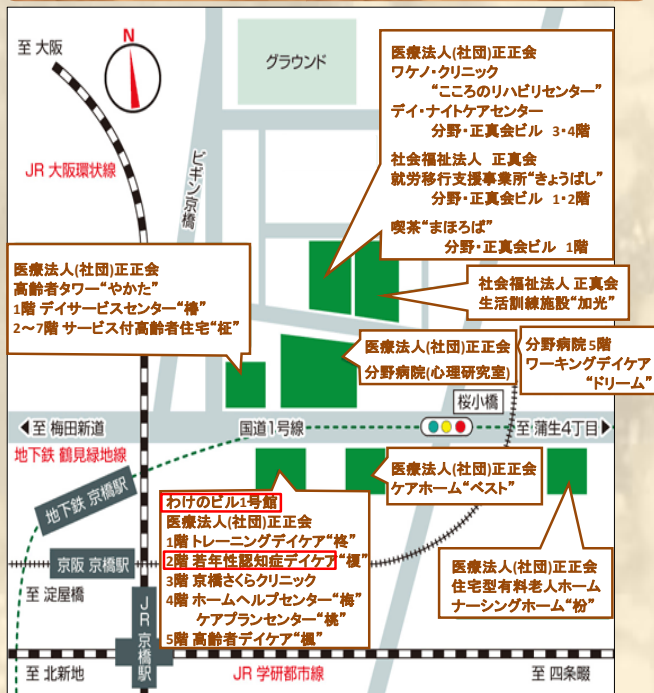 至 大阪
N
グラウンド
JR 大阪環状線
ビギン京橋
医療法人(社団)正正会
ワケノ・クリニック
“こころのリハビリセンター”
デイ・ナイトケアセンター
分野・正真会ビル 3・4階
社会福祉法人 正真会
就労移行支援事業所“きょうばし”
分野・正真会ビル 1・2階
喫茶“まほろば”
分野・正真会ビル 1階
医療法人(社団)正正会
高齢者タワー“やかた”
1階 デイサービスセンター“椿”
2～7階 サービス付高齢者住宅“柾”
社会福祉法人 正真会
生活訓練施設“加光”
医療法人(社団)正正会
分野病院(心理研究室)
分野病院 5階
ワーキングデイケア
“ドリーム”
桜小橋
◀至 梅田新道
国道1号線
至 蒲生4丁目▶
地下鉄 鶴見緑地線
地下鉄 京橋駅
医療法人(社団)正正会
ケアホーム“ベスト”
わけのビル1号館
医療法人(社団)正正会
1階 トレーニングデイケア“柊”
2階 若年性認知症デイケア“榎”
3階 京橋さくらクリニック
4階 ホームヘルプセンター“梅”
ケアプランセンター“桃”
5階 高齢者デイケア“楓”
京阪 京橋駅
至 淀屋橋
医療法人(社団)正正会
住宅型有料老人ホーム
ナーシングホーム“枌”
JR 京橋駅
至 北新地
JR 学研都市線
至 四条畷